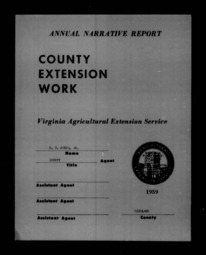 ANNUAL NARRATIVE REPORT
COUNTY
EXTENSION
WORK
Virginia Agricultural Extension Service
Name
COUNTY Agent
Title
Assistant Agent
1959
Assistant Agent
Assistant Agent
County